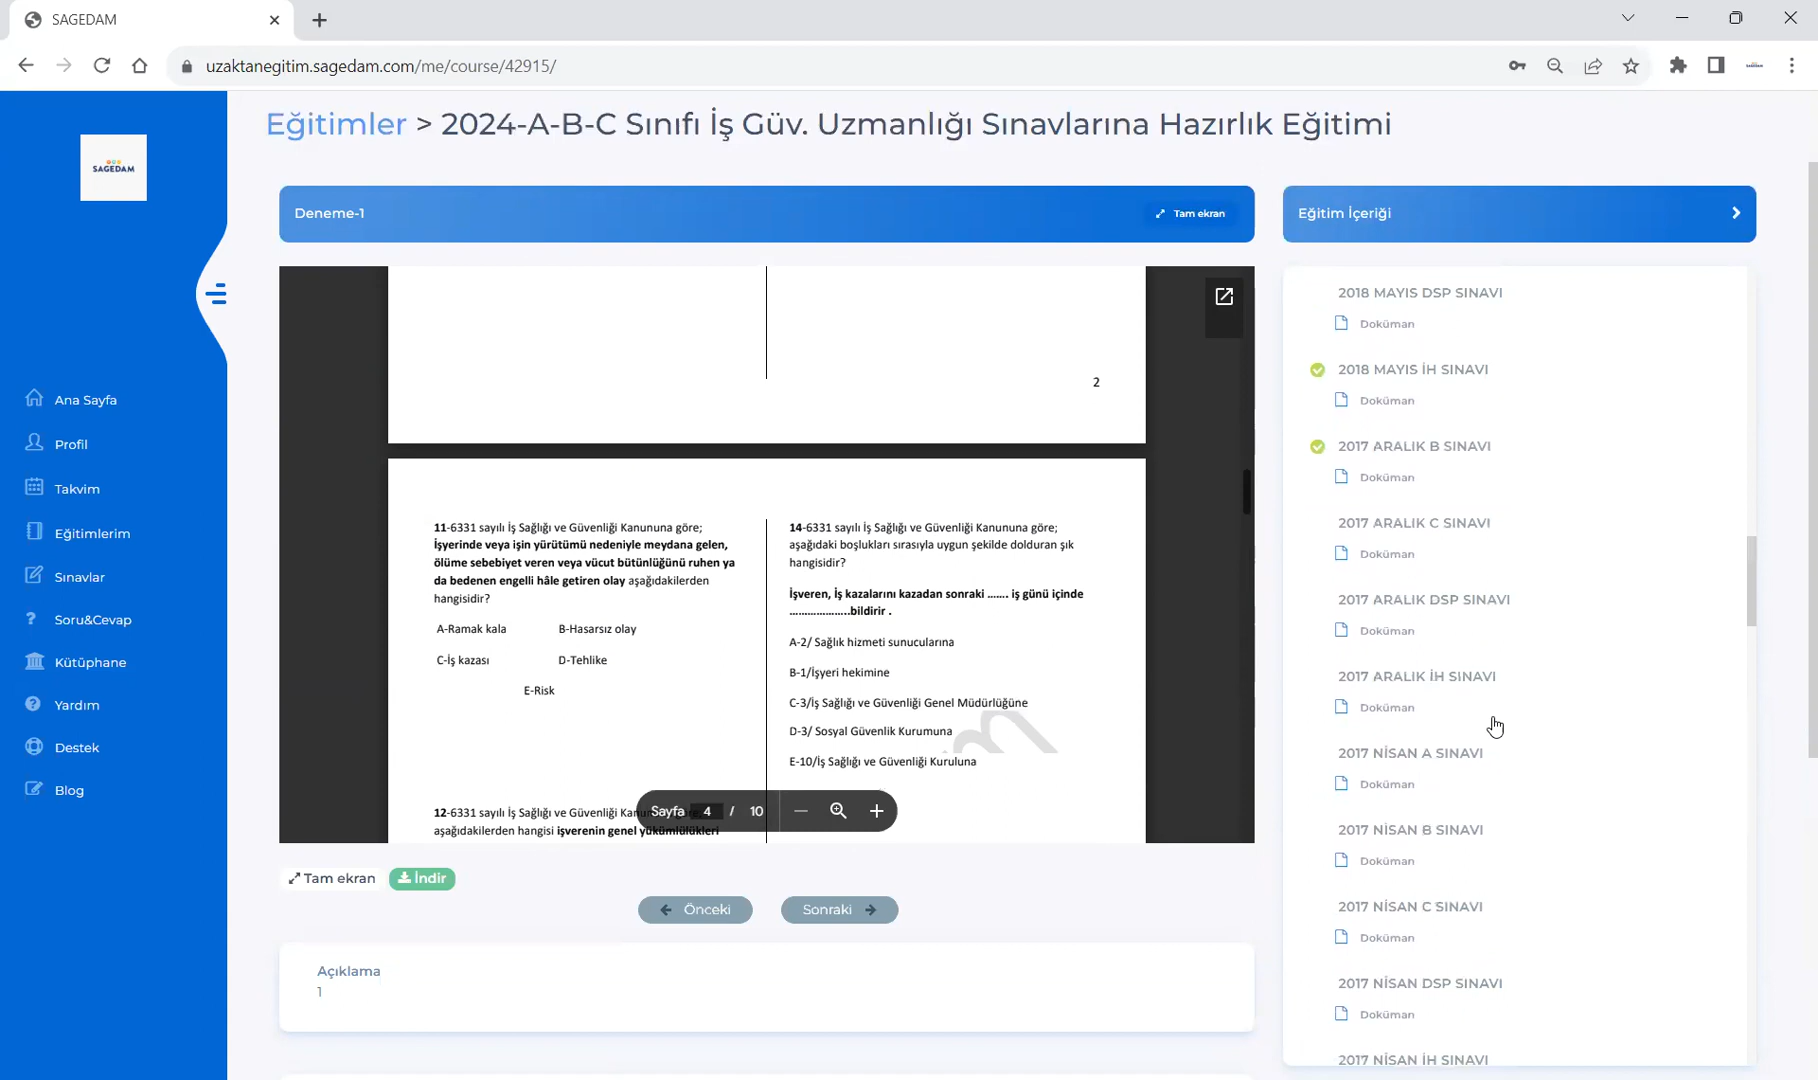 SAGEDAM
uzaktanegitim.sagedam.com/me/course/42915/
SAGEDAM
Ana Sayfa
Profil
Takvim
Eğitimlerim
Sınavlar
Soru&Cevap
Kütüphane
Yardım
Destek
Blog
Eğitimler > 2024-A-B-C Sınıfı İş Güv. Uzmanlığı Sınavlarına Hazırlık Eğitimi
Deneme-1
Tam ekran
2
11-6331 sayılı İş Sağlığı ve Güvenliği Kanununa göre;
İşyerinde veya işin yürütümü nedeniyle meydana gelen,
ölüme sebebiyet veren veya vücut bütünlüğünü ruhen ya
da bedenen engelli hâle getiren olay aşağıdakilerden
hangisidir?
A-Ramak kala B-Hasarsız olay
C-İş kazası D-Tehlike
E-Risk
12-6331 sayılı İş Sağlığı ve Güvenliği Kanununa göre;
aşağıdakilerden hangisi işverenin genel yükümlülükleri
14-6331 sayılı İş Sağlığı ve Güvenliği Kanununa göre;
aşağıdaki boşlukları sırasıyla uygun şekilde dolduran şık
hangisidir?
İşveren, İş kazalarını kazadan sonraki ....... iş günü içinde
...................bildirir .
A-2/ Sağlık hizmeti sunucularına
B-1/İşyeri hekimine
C-3/İş Sağlığı ve Güvenliği Genel Müdürlüğüne
D-3/ Sosyal Güvenlik Kurumuna
E-10/İş Sağlığı ve Güvenliği Kuruluna
m
Sayfa 4 / 10
Tam ekran
İndir
Önceki
Sonraki
Açıklama
1
Eğitim İçeriği
2018 MAYIS DSP SINAVI
Doküman
2018 MAYIS İH SINAVI
Doküman
2017 ARALIK B SINAVI
Doküman
2017 ARALIK C SINAVI
Doküman
2017 ARALIK DSP SINAVI
Doküman
2017 ARALIK İH SINAVI
Doküman
2017 NİSAN A SINAVI
Doküman
2017 NİSAN B SINAVI
Doküman
2017 NİSAN C SINAVI
Doküman
2017 NİSAN DSP SINAVI
Doküman
2017 NİSAN İH SINAVI